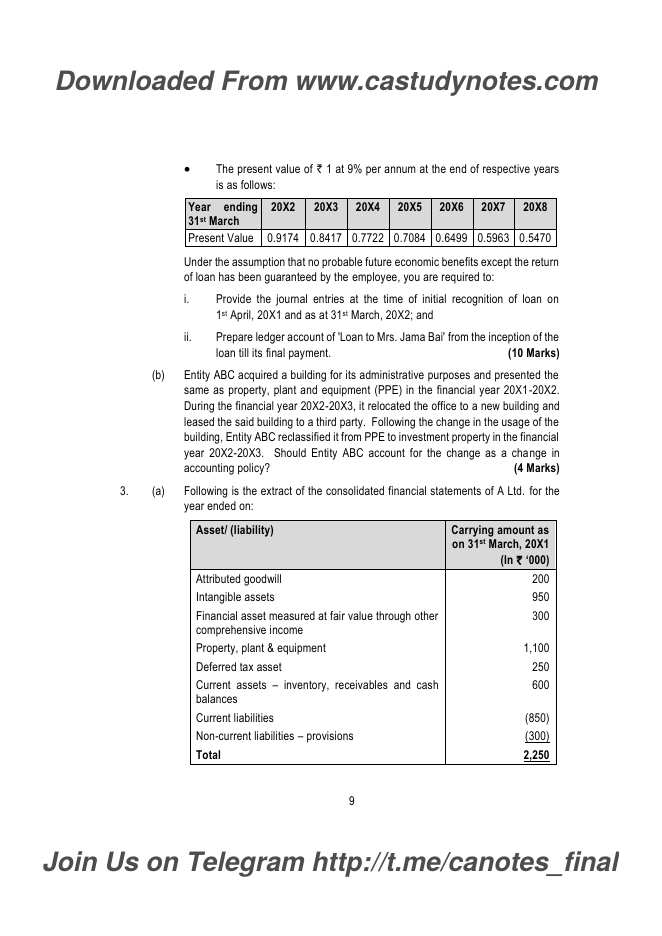 Downloaded From www.castudynotes.com
• The present value of ₹ 1 at 9% per annum at the end of respective years
is as follows:
Year ending 20X2 20X3 20X4 20X5 20X6 20X7 20X8
31st March
Present Value 0.9174 0.8417 0.7722 0.7084 0.6499 0.5963 0.5470
Under the assumption that no probable future economic benefits except the return
of loan has been guaranteed by the employee, you are required to:
i. Provide the journal entries at the time of initial recognition of loan on
1st April, 20X1 and as at 31st March, 20X2; and
ii. Prepare ledger account of 'Loan to Mrs. Jama Bai' from the inception of the
loan till its final payment. (10 Marks)
(b) Entity ABC acquired a building for its administrative purposes and presented the
same as property, plant and equipment (PPE) in the financial year 20X1-20X2.
During the financial year 20X2-20X3, it relocated the office to a new building and
leased the said building to a third party. Following the change in the usage of the
building, Entity ABC reclassified it from PPE to investment property in the financial
year 20X2-20X3. Should Entity ABC account for the change as a change in
accounting policy? (4 Marks)
3. (a) Following is the extract of the consolidated financial statements of A Ltd. for the
year ended on:
Asset/ (liability) Carrying amount as
on 31st March, 20X1
(In ₹ ‘000)
Attributed goodwill 200
Intangible assets 950
Financial asset measured at fair value through other 300
comprehensive income
Property, plant & equipment 1,100
Deferred tax asset 250
Current assets – inventory, receivables and cash 600
balances
Current liabilities (850)
Non-current liabilities – provisions (300)
Total 2,250
9
Join Us on Telegram http://t.me/canotes_final